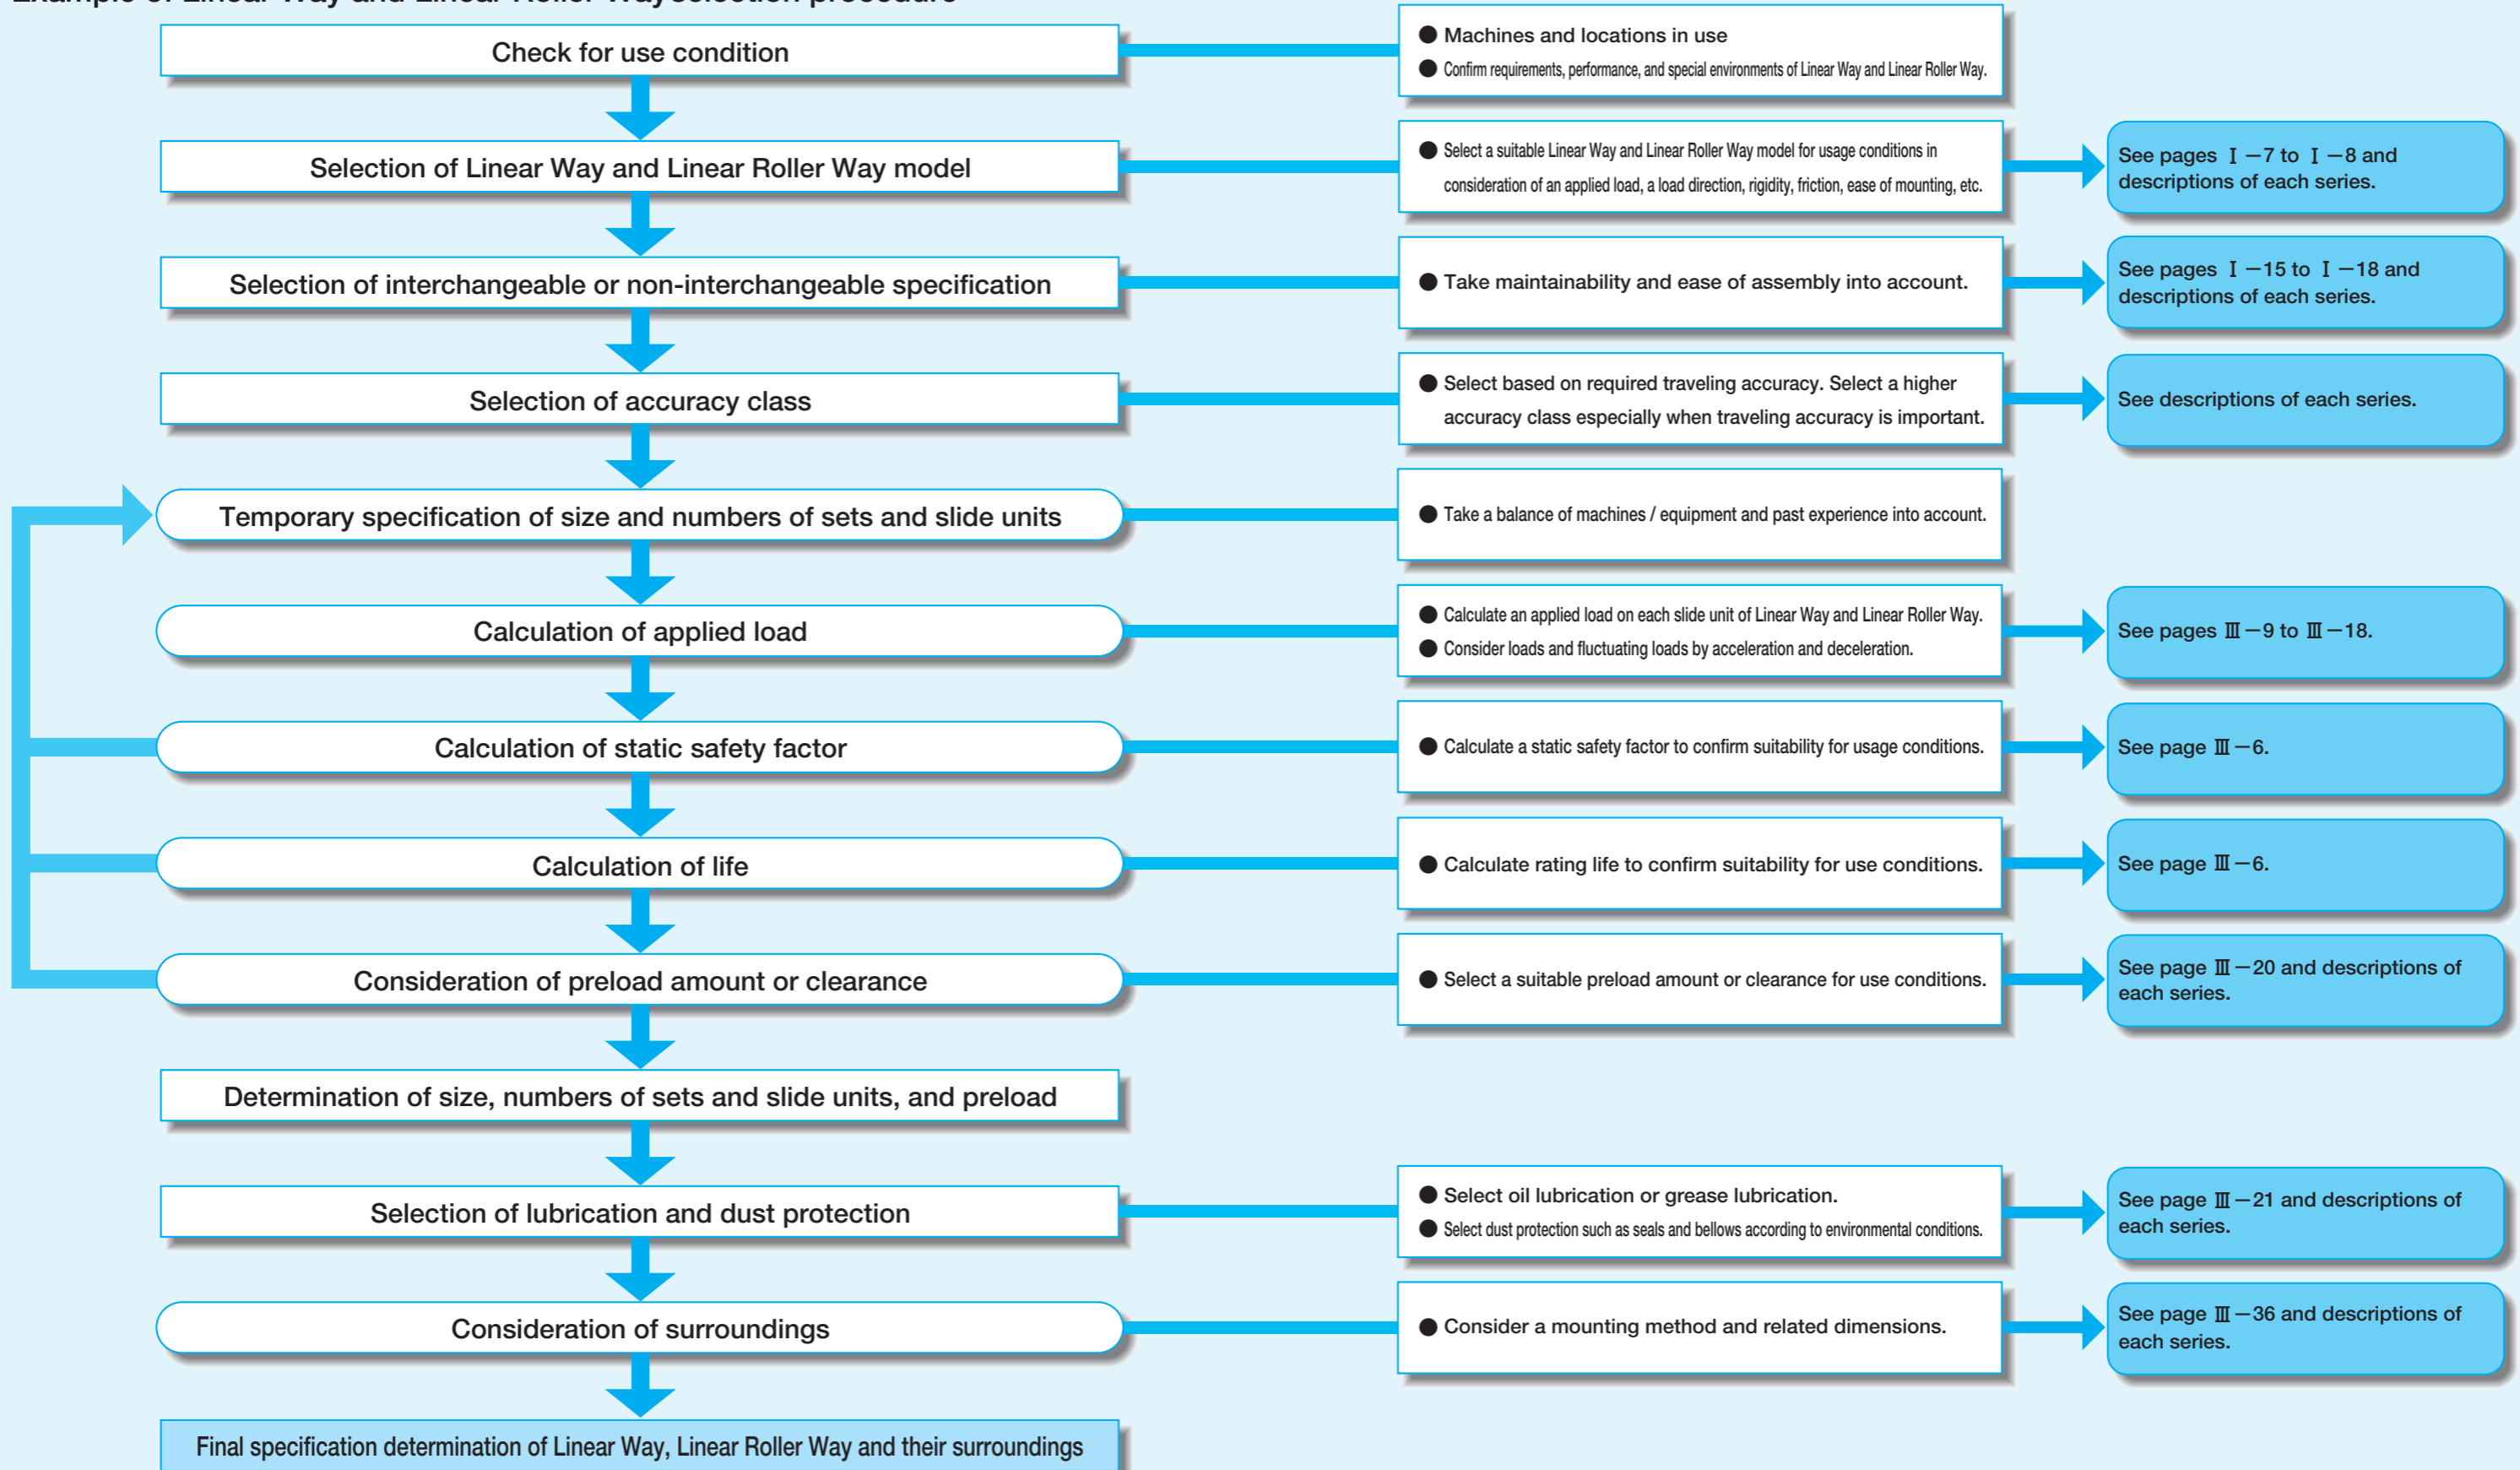 Example of Linear Way and Linear Roller Way selection procedure
Check for use condition
● Machines and locations in use
● Confirm requirements, performance, and special environments of Linear Way and Linear Roller Way.
Selection of Linear Way and Linear Roller Way model
● Select a suitable Linear Way and Linear Roller Way model for usage conditions in
consideration of an applied load, a load direction, rigidity, friction, ease of mounting, etc.
See pages Ⅰ－7 to Ⅰ－8 and
descriptions of each series.
Selection of interchangeable or non-interchangeable specification
● Take maintainability and ease of assembly into account.
See pages Ⅰ－15 to Ⅰ－18 and
descriptions of each series.
Selection of accuracy class
● Select based on required traveling accuracy. Select a higher
accuracy class especially when traveling accuracy is important.
See descriptions of each series.
Temporary specification of size and numbers of sets and slide units
● Take a balance of machines / equipment and past experience into account.
Calculation of applied load
● Calculate an applied load on each slide unit of Linear Way and Linear Roller Way.
● Consider loads and fluctuating loads by acceleration and deceleration.
See pages Ⅲ－9 to Ⅲ－18.
Calculation of static safety factor
● Calculate a static safety factor to confirm suitability for usage conditions.
See page Ⅲ－6.
Calculation of life
● Calculate rating life to confirm suitability for use conditions.
See page Ⅲ－6.
Consideration of preload amount or clearance
● Select a suitable preload amount or clearance for use conditions.
See page Ⅲ－20 and descriptions of
each series.
Determination of size, numbers of sets and slide units, and preload
Selection of lubrication and dust protection
● Select oil lubrication or grease lubrication.
● Select dust protection such as seals and bellows according to environmental conditions.
See page Ⅲ－21 and descriptions of
each series.
Consideration of surroundings
● Consider a mounting method and related dimensions.
See page Ⅲ－36 and descriptions of
each series.
Final specification determination of Linear Way, Linear Roller Way and their surroundings